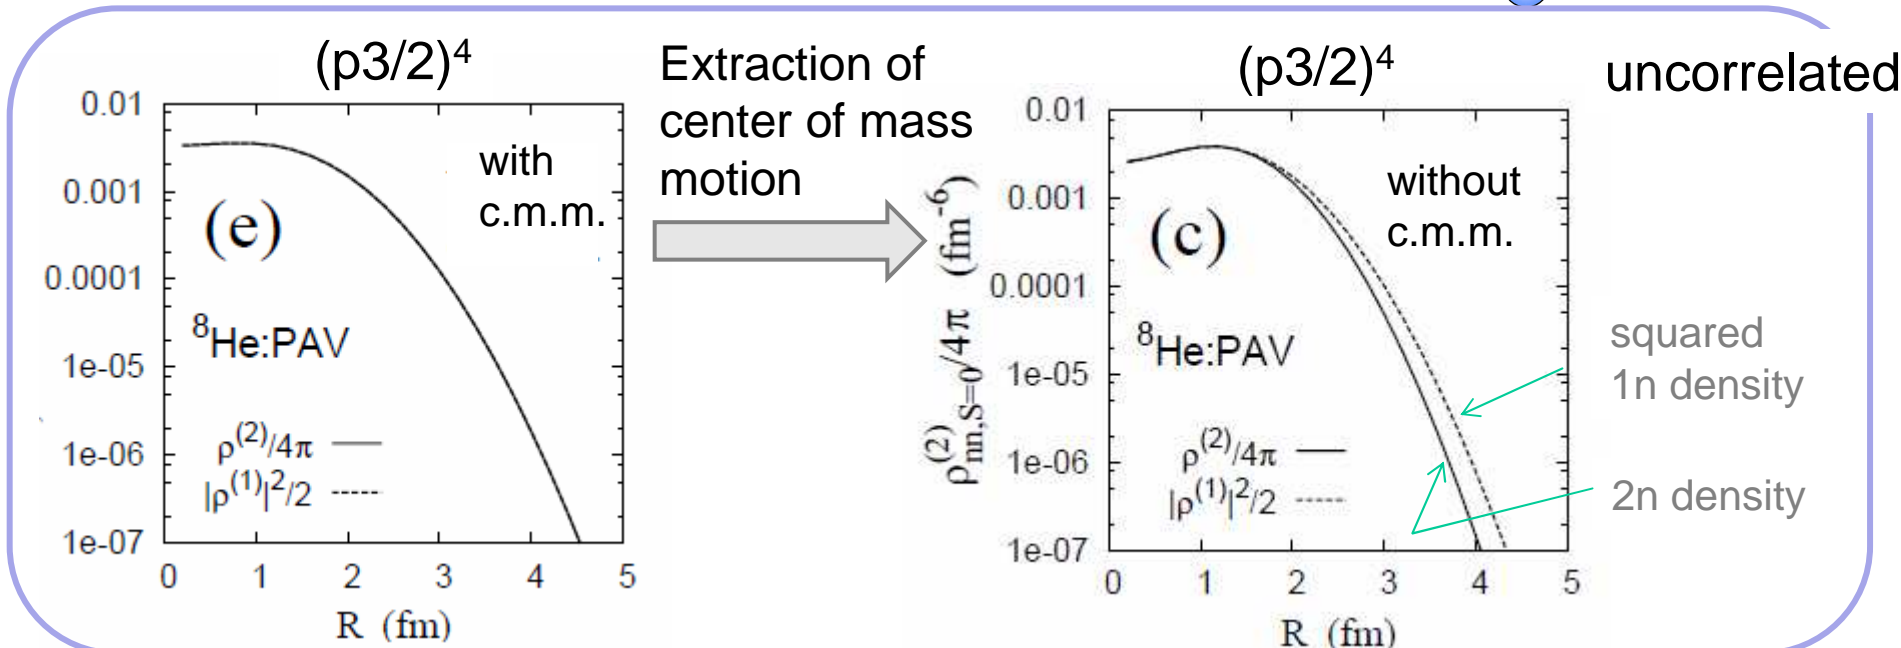 (p3/2)⁴
0.01
0.001
0.0001
1e-05
1e-06
1e-07
with
c.m.m.
(e)
⁸He:PAV
ρ⁽²⁾/4π
|ρ⁽¹⁾|²/2
0 1 2 3 4 5
R (fm)
Extraction of
center of mass
motion
(p3/2)⁴
uncorrelated
ρ⁽²⁾nn,S=0/4π (fm⁻⁶)
0.01
0.001
0.0001
1e-05
1e-06
1e-07
without
c.m.m.
(c)
⁸He:PAV
ρ⁽²⁾/4π
|ρ⁽¹⁾|²/2
0 1 2 3 4 5
R (fm)
squared
1n density
2n density